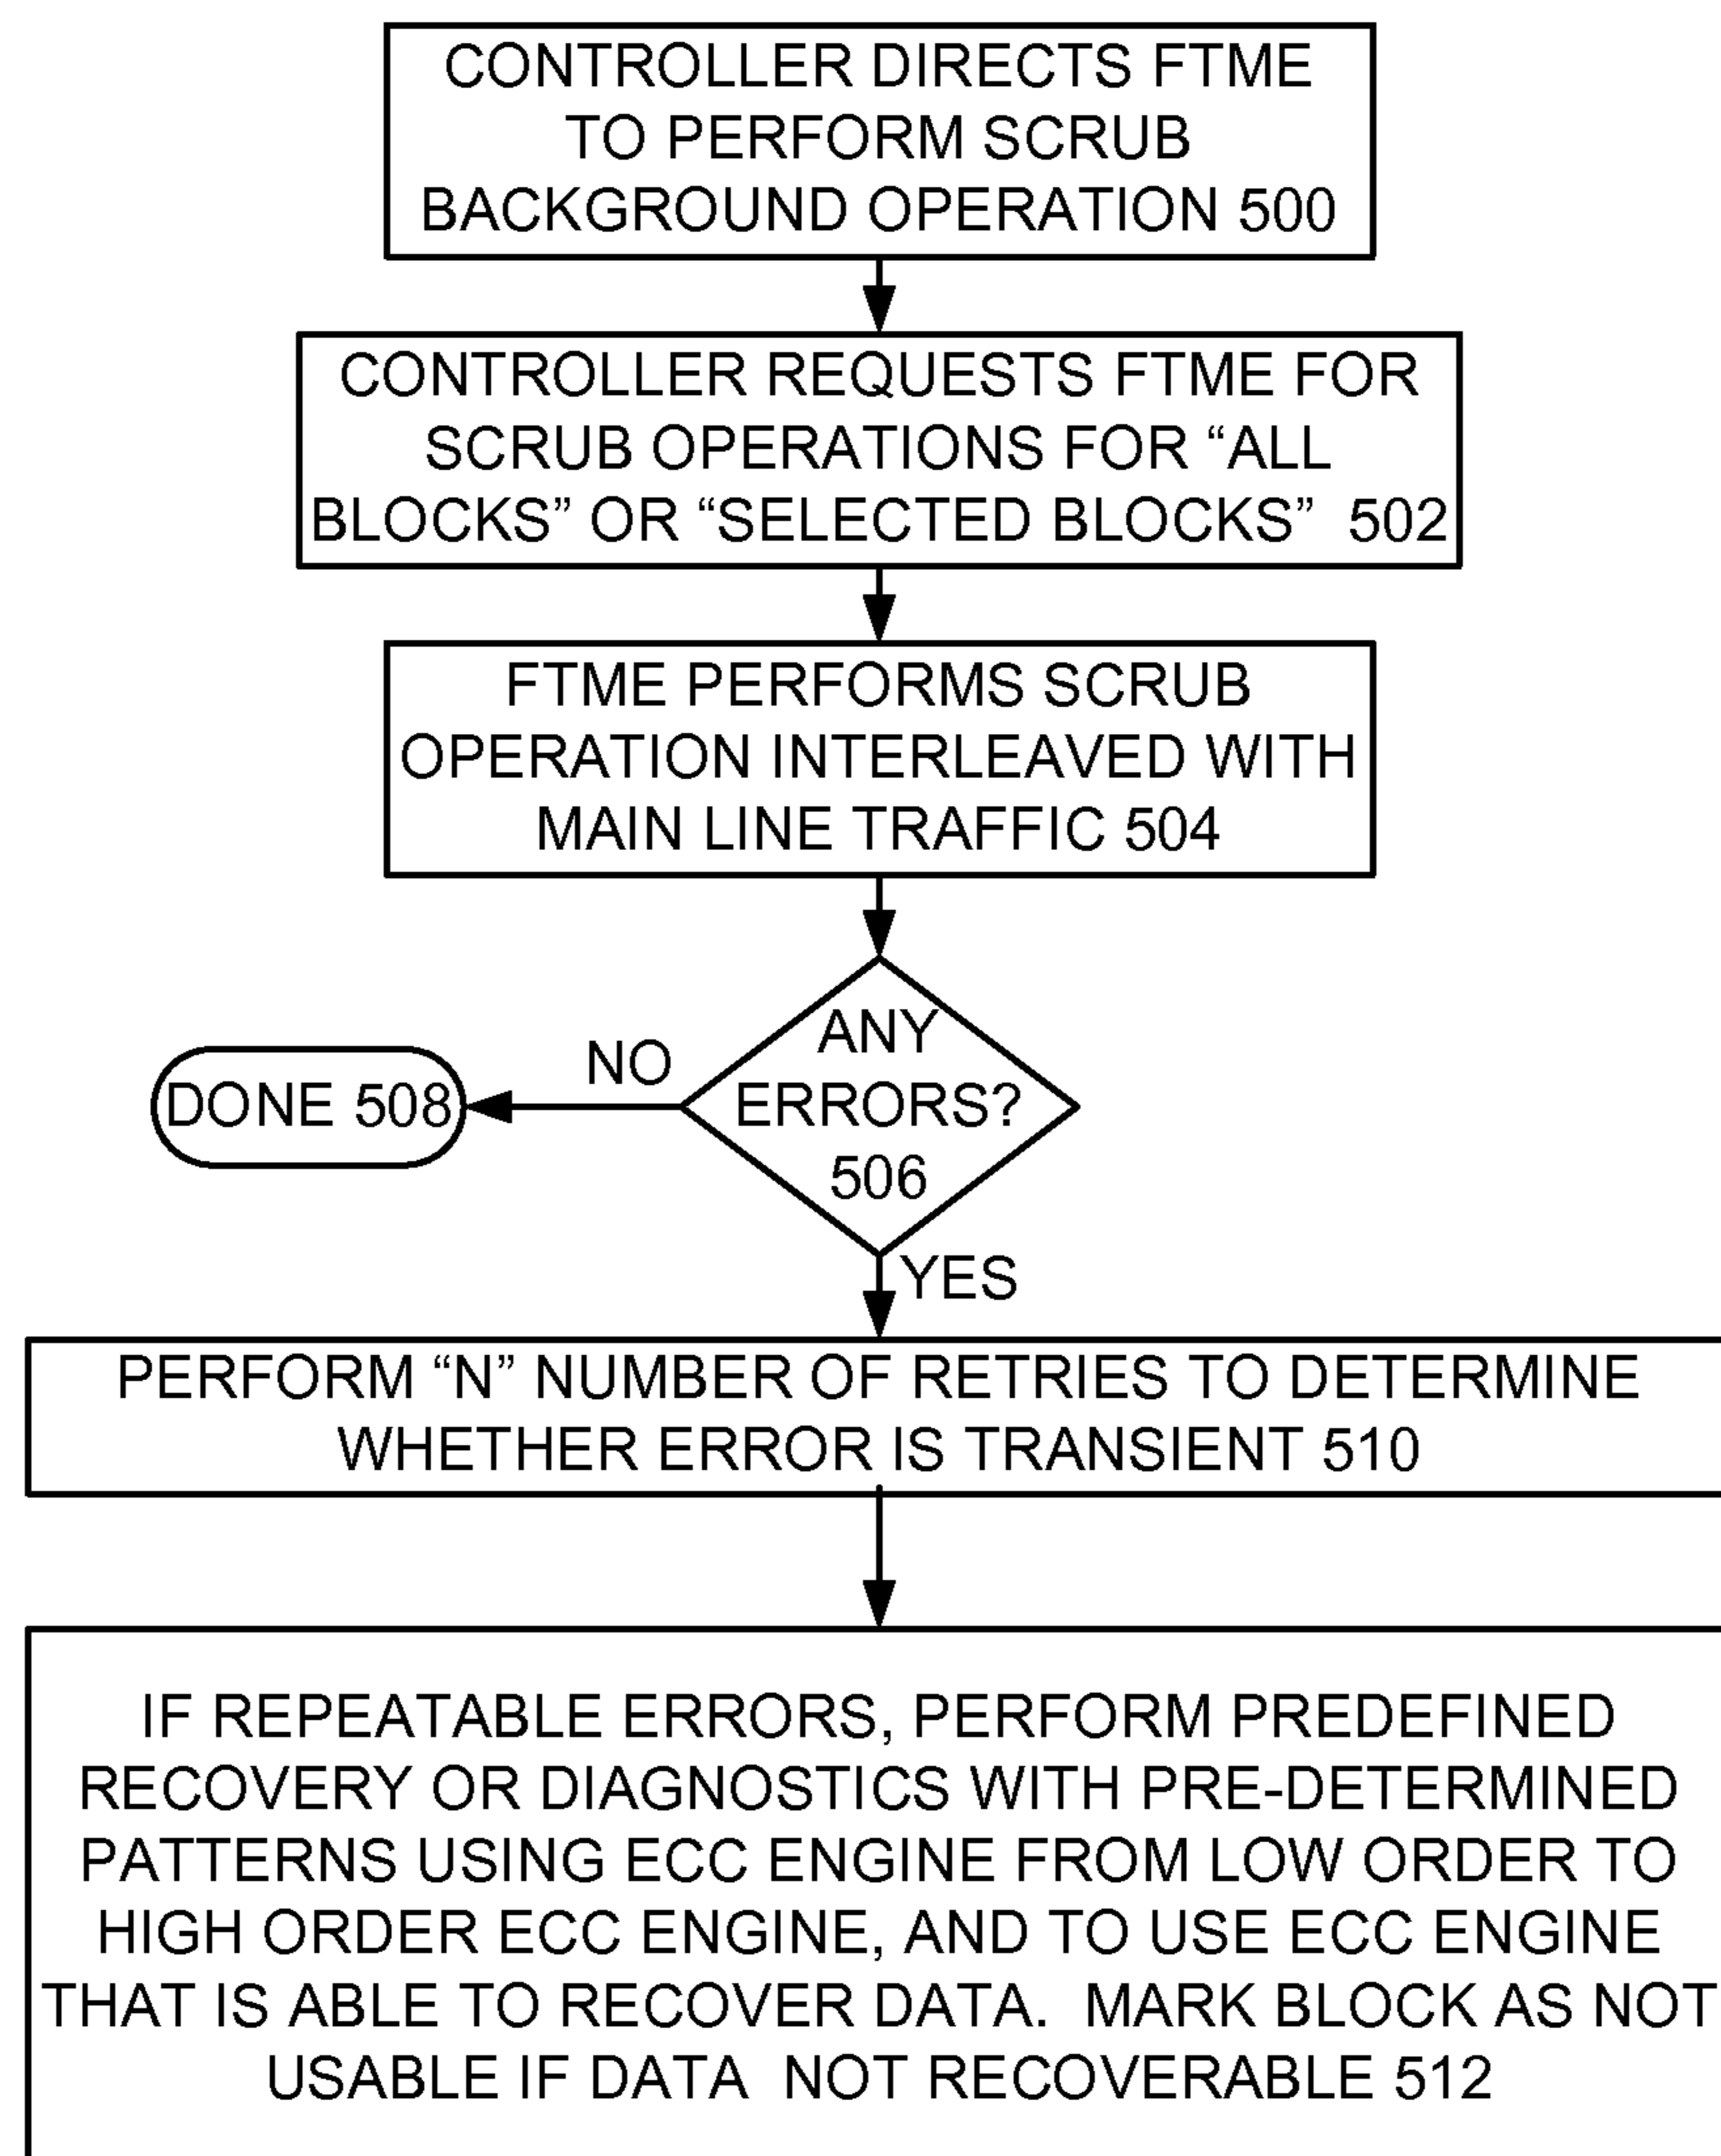 CONTROLLER DIRECTS FTME
TO PERFORM SCRUB
BACKGROUND OPERATION 500
CONTROLLER REQUESTS FTME FOR
SCRUB OPERATIONS FOR “ALL
BLOCKS” OR “SELECTED BLOCKS” 502
FTME PERFORMS SCRUB
OPERATION INTERLEAVED WITH
MAIN LINE TRAFFIC 504
ANY
ERRORS?
506
NO
DONE 508
YES
PERFORM “N” NUMBER OF RETRIES TO DETERMINE
WHETHER ERROR IS TRANSIENT 510
IF REPEATABLE ERRORS, PERFORM PREDEFINED
RECOVERY OR DIAGNOSTICS WITH PRE-DETERMINED
PATTERNS USING ECC ENGINE FROM LOW ORDER TO
HIGH ORDER ECC ENGINE, AND TO USE ECC ENGINE
THAT IS ABLE TO RECOVER DATA. MARK BLOCK AS NOT
USABLE IF DATA NOT RECOVERABLE 512